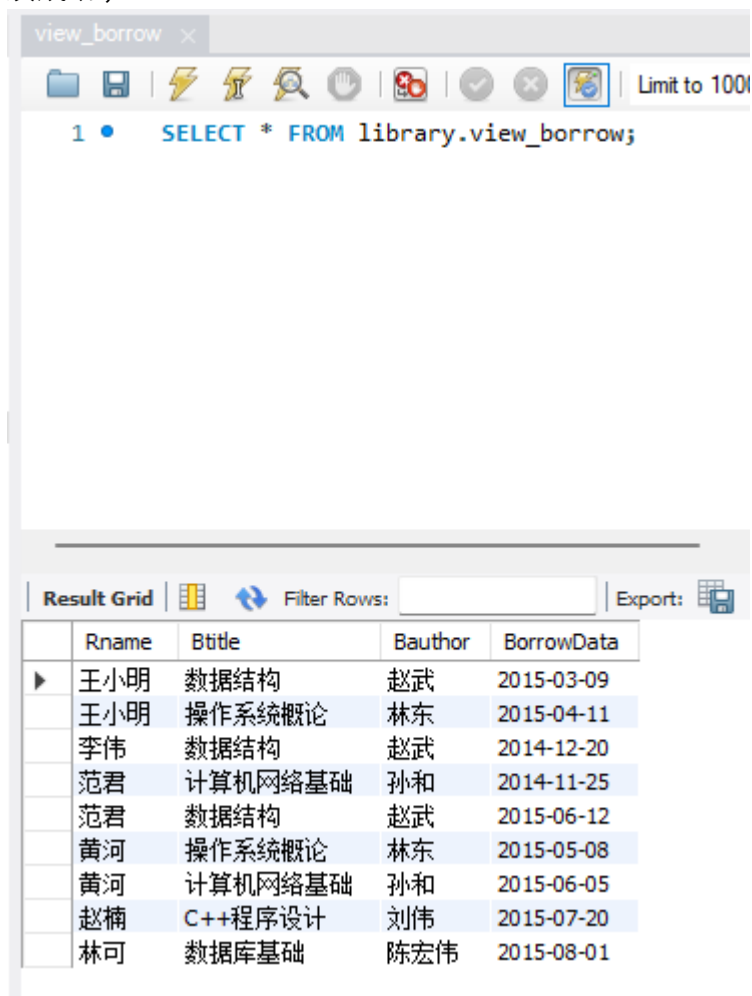 view_borrow ×
Limit to 1000
1 SELECT * FROM library.view_borrow;
Result Grid Filter Rows: Export:
Rname Btitle Bauthor BorrowData
王小明 数据结构 赵武 2015-03-09
王小明 操作系统概论 林东 2015-04-11
李伟 数据结构 赵武 2014-12-20
范君 计算机网络基础 孙和 2014-11-25
范君 数据结构 赵武 2015-06-12
黄河 操作系统概论 林东 2015-05-08
黄河 计算机网络基础 孙和 2015-06-05
赵楠 C++程序设计 刘伟 2015-07-20
林可 数据库基础 陈宏伟 2015-08-01